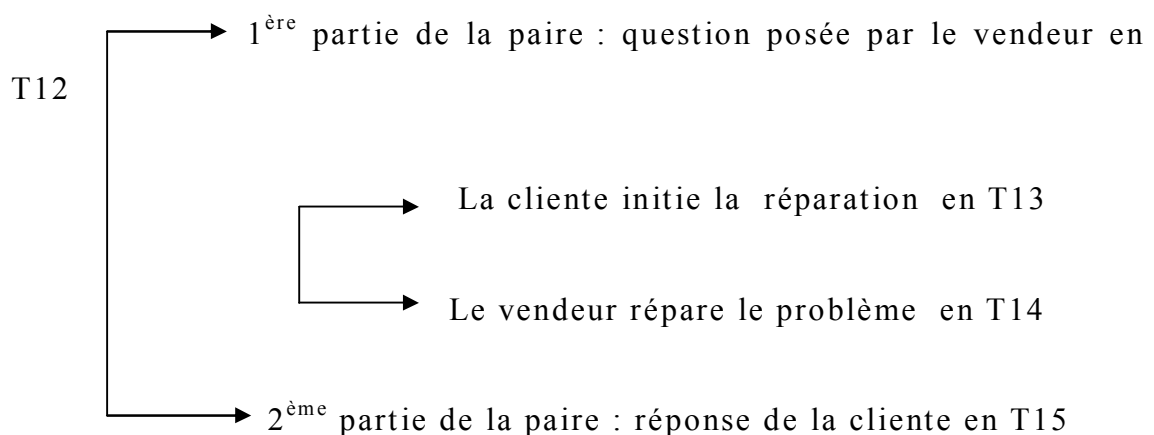 1ère partie de la paire : question posée par le vendeur en
T12
La cliente initie la réparation en T13
Le vendeur répare le problème en T14
2ème partie de la paire : réponse de la cliente en T15